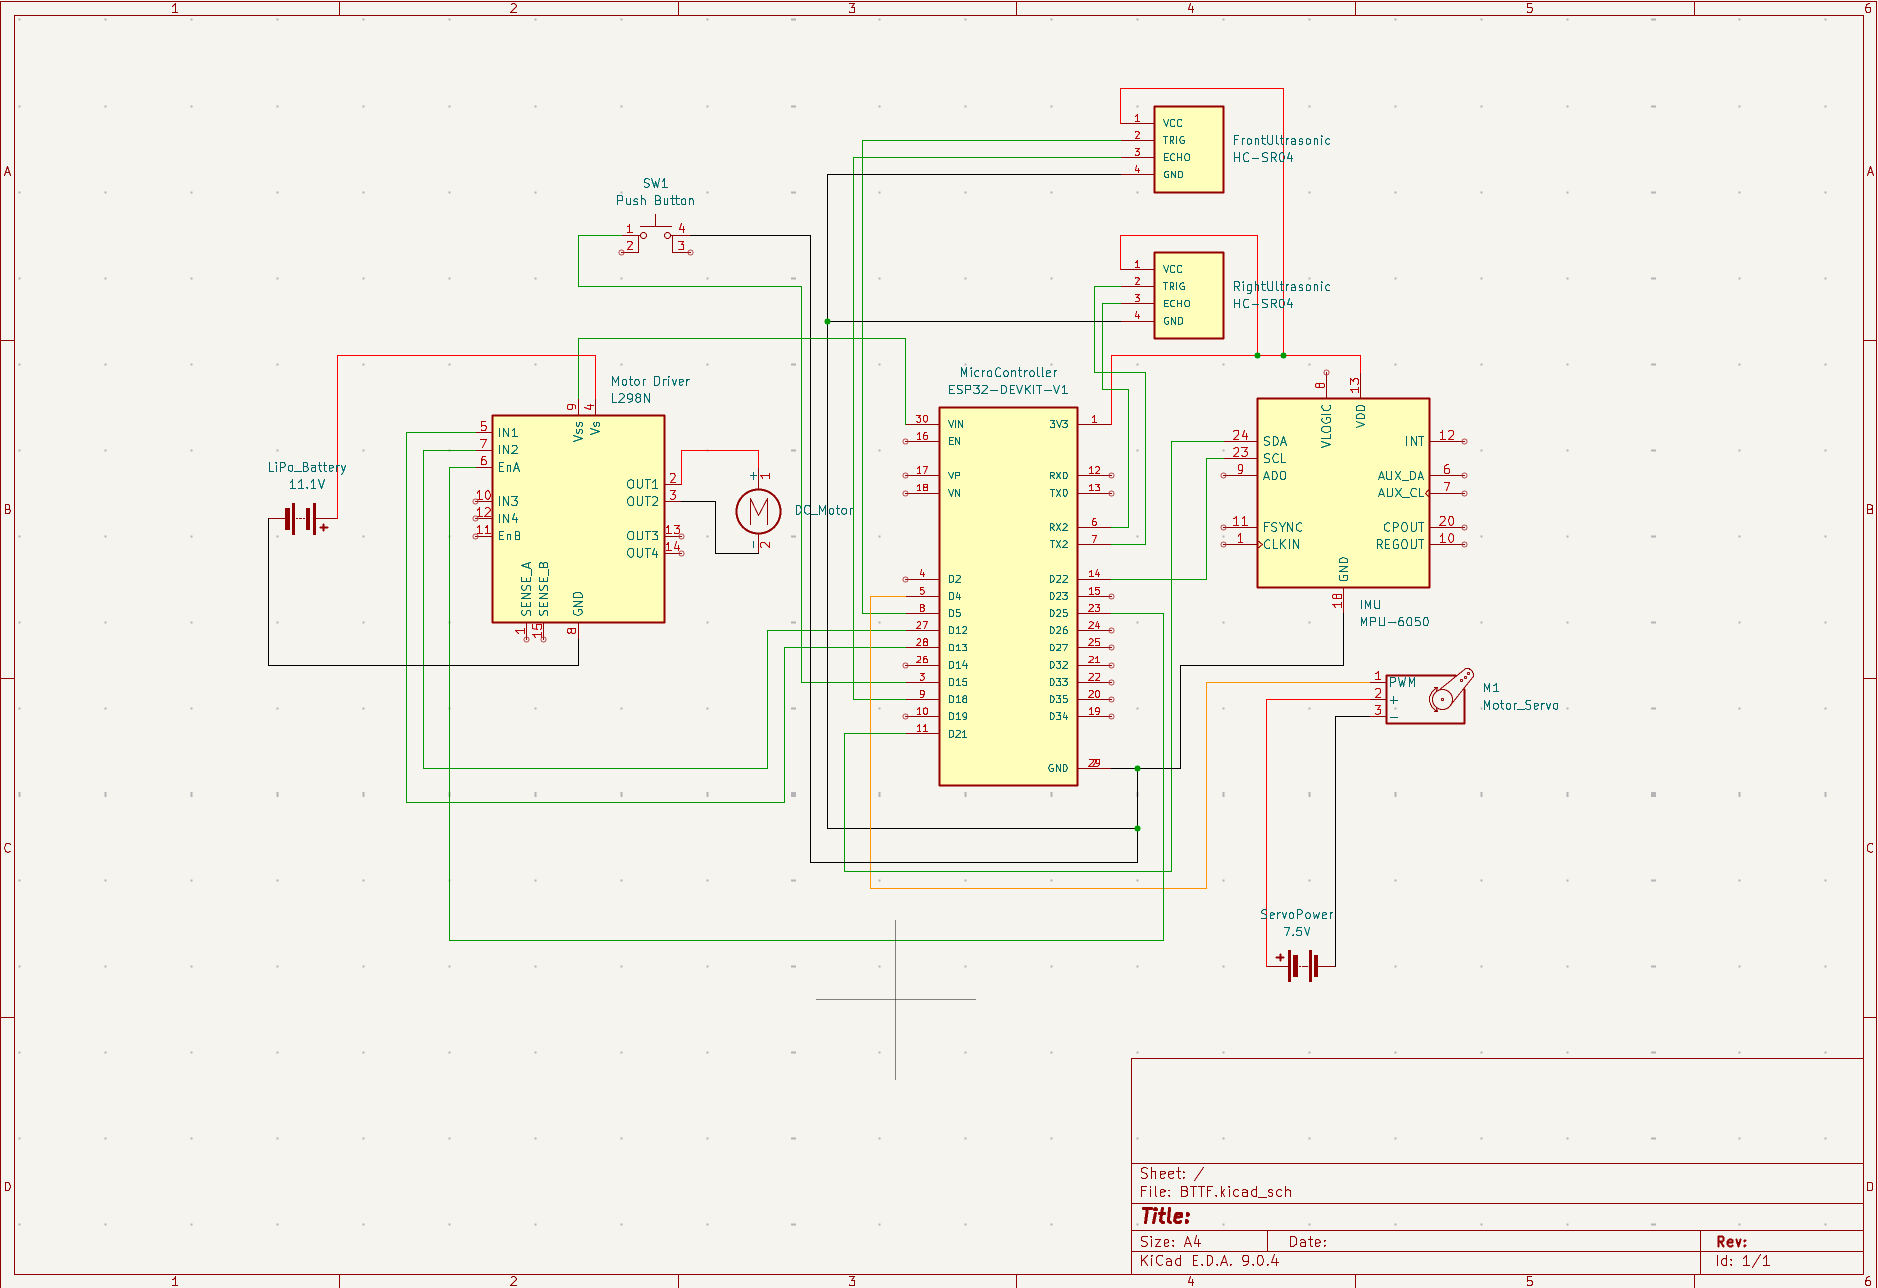 1 2 3 4 5 6
A A
B B
C C
D D
1 VCC
2 TRIG
3 ECHO
4 GND
FrontUltrasonic
HC-SR04
SW1
Push Button
1 4
2 3
1 VCC
2 TRIG
3 ECHO
4 GND
RightUltrasonic
HC-SR04
Motor Driver
L298N
9 4
Vss Vs
5 IN1
7 IN2
6 EnA
10 IN3
12 IN4
11 EnB
OUT1 2
OUT2 3
OUT3 13
OUT4 14
SENSE_A SENSE_B GND
1 15 8
LiPo_Battery
11.1V
+
+ 1
M
DC_Motor
- 2
MicroController
ESP32-DEVKIT-V1
30 VIN 3V3 1
16 EN
17 VP RX0 12
18 VN TX0 13
RX2 6
TX2 7
4 D2 D22 14
5 D4 D23 15
8 D5 D25 23
27 D12 D26 24
28 D13 D27 25
26 D14 D32 21
3 D15 D33 22
9 D18 D35 20
10 D19 D34 19
11 D21
GND
8 13
VLOGIC VDD
24 SDA INT 12
23 SCL
9 AD0 AUX_DA 6
AUX_CL 7
11 FSYNC CPOUT 20
1 CLKIN REGOUT 10
GND
18
IMU
MPU-6050
1 PWM
2 +
3 -
M1
Motor_Servo
ServoPower
7.5V
+
Sheet: /
File: BTTF.kicad_sch
Title:
Size: A4 Date: Rev:
KiCad E.D.A. 9.0.4 Id: 1/1
1 2 3 4 5 6